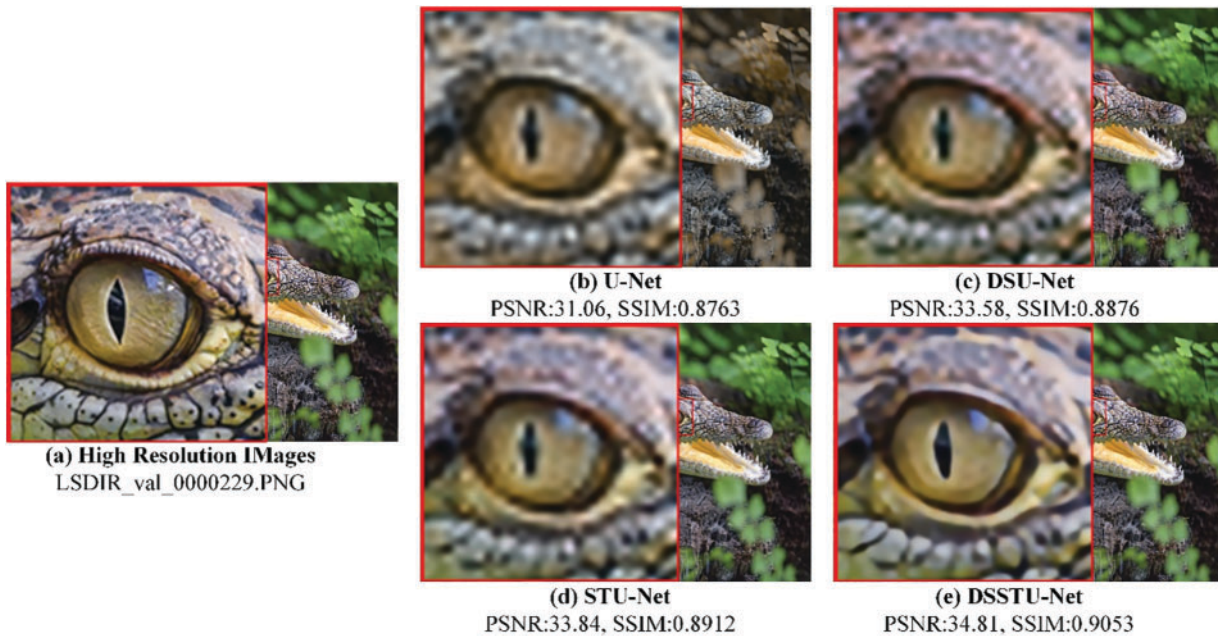 (a) High Resolution IMages
LSDIR_val_0000229.PNG
(b) U-Net
PSNR:31.06, SSIM:0.8763
(c) DSU-Net
PSNR:33.58, SSIM:0.8876
(d) STU-Net
PSNR:33.84, SSIM:0.8912
(e) DSSTU-Net
PSNR:34.81, SSIM:0.9053